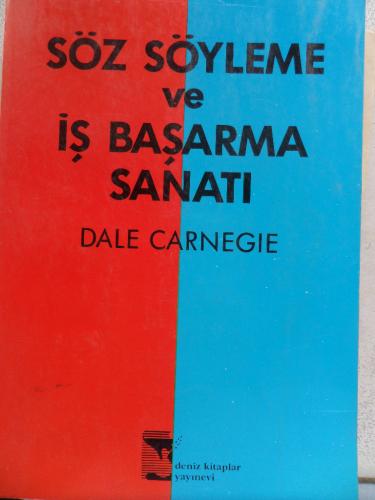 SÖZ SÖYLEME
ve
İŞ BAŞARMA
SANATI
DALE CARNEGIE
deniz kitaplar
yayınevi